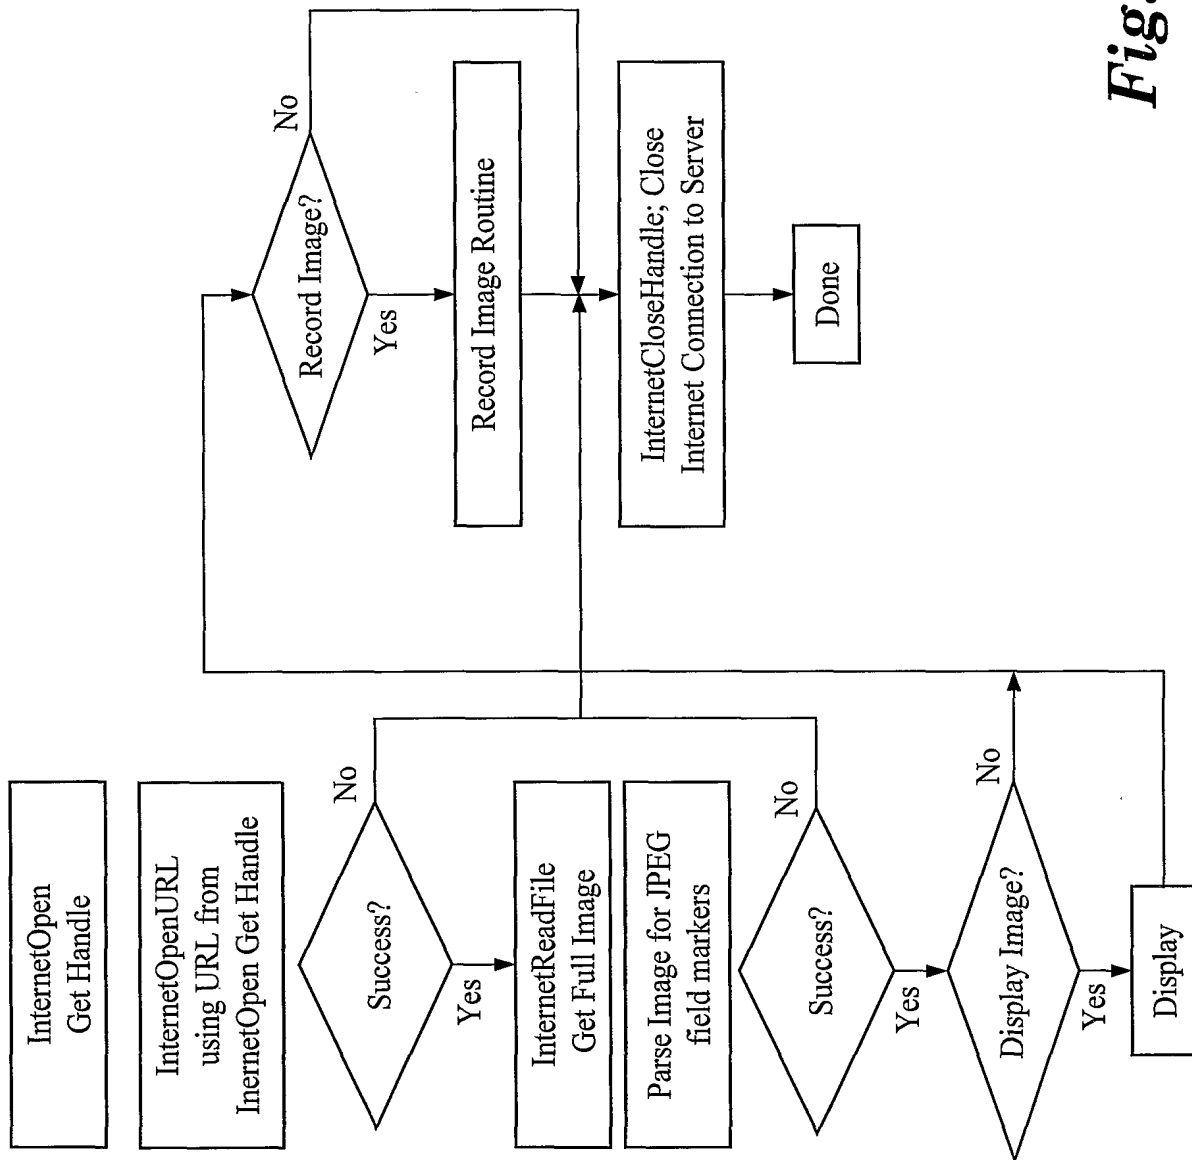 InternetOpen
Get Handle
InternetOpenURL
using URL from
InernetOpen Get Handle
Success?
No
Yes
InternetReadFile
Get Full Image
Parse Image for JPEG
field markers
Success?
No
Yes
Display Image?
No
Yes
Display
Record Image?
No
Yes
Record Image Routine
InternetCloseHandle; Close
Internet Connection to Server
Done
Fig.